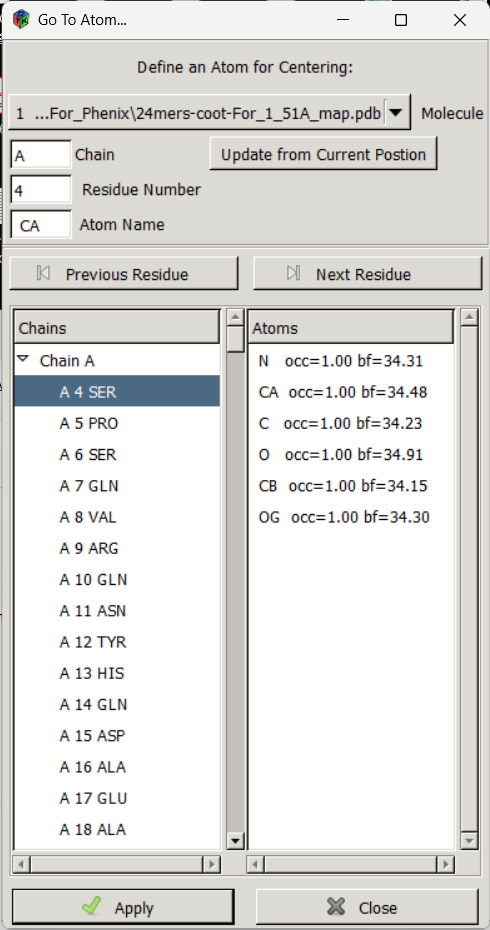 Go To Atom...
Define an Atom for Centering:
1 ...For_Phenix\24mers-coot-For_1_51A_map.pdb Molecule
A Chain Update from Current Postion
4 Residue Number
CA Atom Name
Previous Residue Next Residue
Chains Atoms
Chain A N occ=1.00 bf=34.31
A 4 SER CA occ=1.00 bf=34.48
A 5 PRO C occ=1.00 bf=34.23
A 6 SER O occ=1.00 bf=34.91
A 7 GLN CB occ=1.00 bf=34.15
A 8 VAL OG occ=1.00 bf=34.30
A 9 ARG
A 10 GLN
A 11 ASN
A 12 TYR
A 13 HIS
A 14 GLN
A 15 ASP
A 16 ALA
A 17 GLU
A 18 ALA
Apply Close